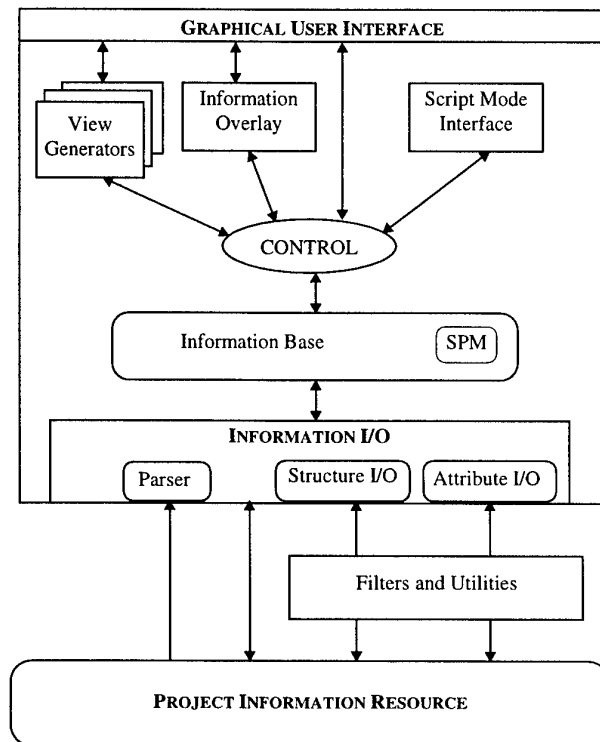 GRAPHICAL USER INTERFACE
View
Generators
Information
Overlay
Script Mode
Interface
CONTROL
Information Base
SPM
INFORMATION I/O
Parser
Structure I/O
Attribute I/O
Filters and Utilities
PROJECT INFORMATION RESOURCE